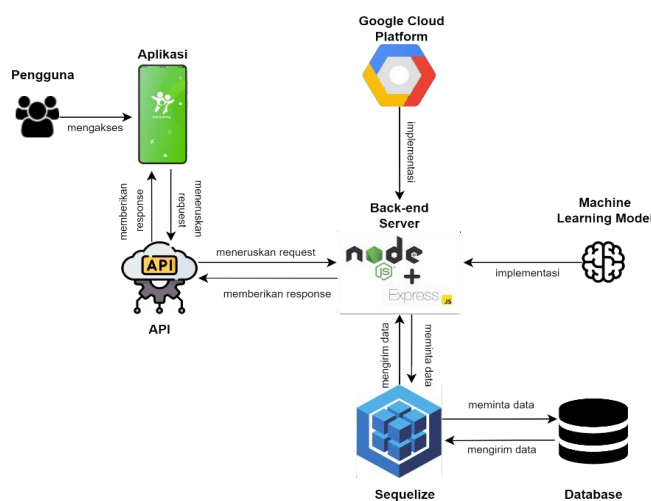 Google Cloud
Platform
Aplikasi
Pengguna
mengakses
implementasi
memberikan
response
meneruskan
request
Back-end
Server
Machine
Learning Model
node
JS
+
Express
JS
meneruskan request
memberikan response
implementasi
API
API
mengirim data
meminta data
meminta data
mengirim data
Sequelize
Database